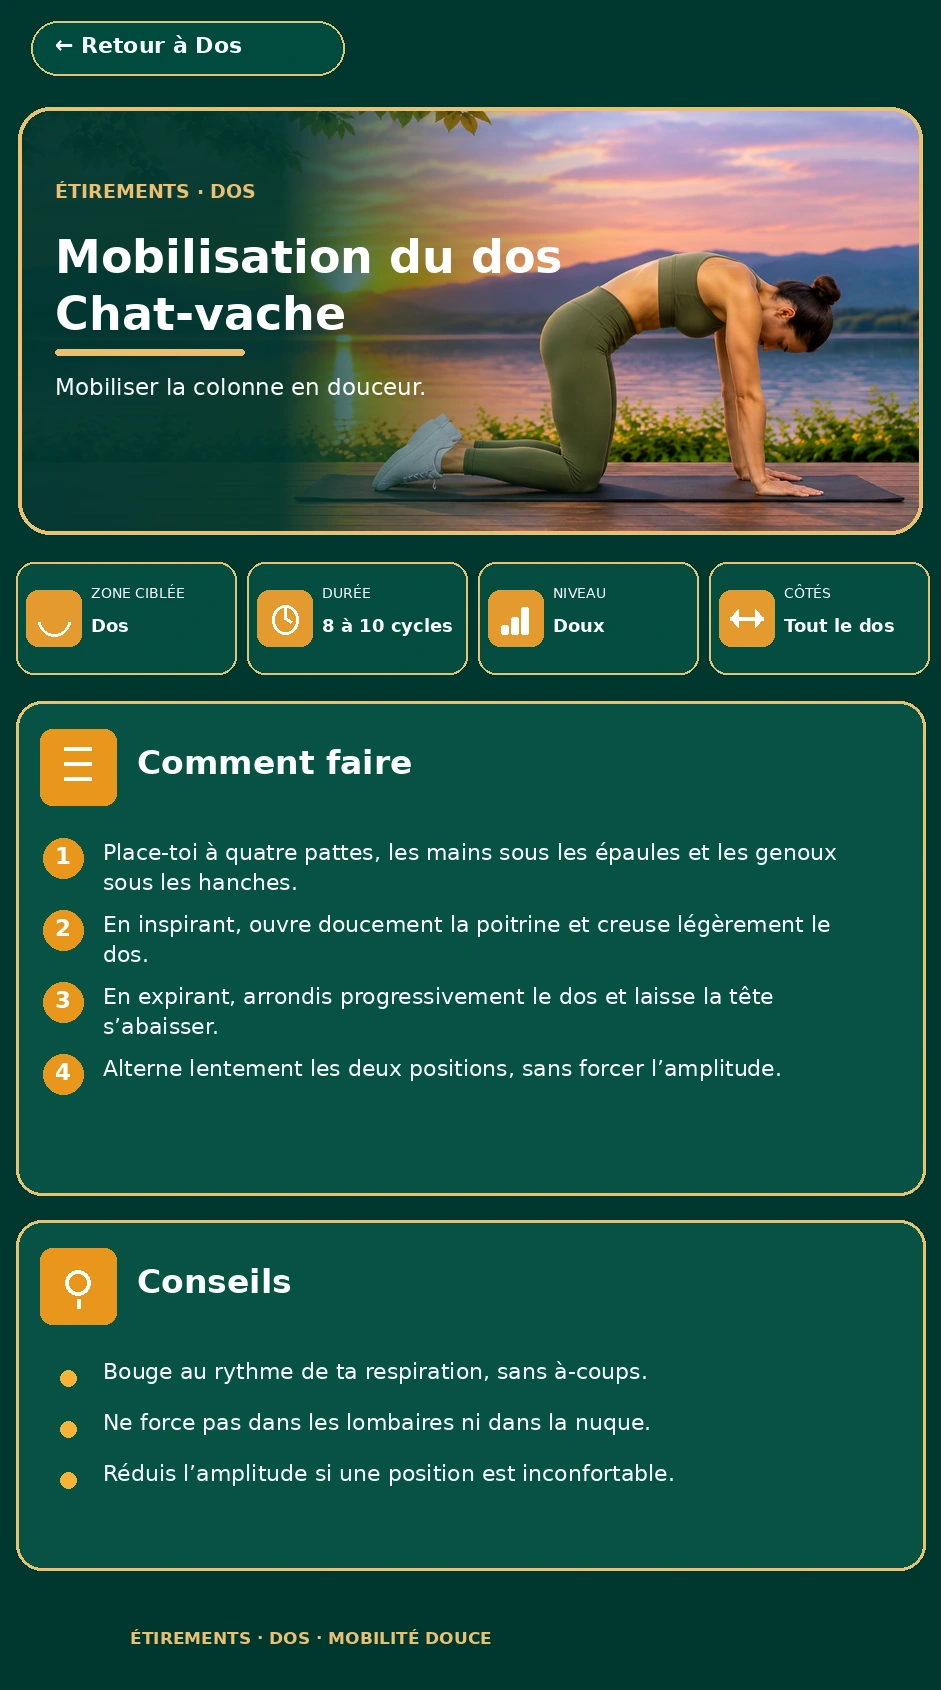 ← Retour à Dos
ÉTIREMENTS · DOS
Mobilisation du dos
Chat-vache
Mobiliser la colonne en douceur.
ZONE CIBLÉE
Dos
DURÉE
8 à 10 cycles
NIVEAU
Doux
CÔTÉS
Tout le dos
Comment faire
1 Place-toi à quatre pattes, les mains sous les épaules et les genoux
sous les hanches.
2 En inspirant, ouvre doucement la poitrine et creuse légèrement le
dos.
3 En expirant, arrondis progressivement le dos et laisse la tête
s’abaisser.
4 Alterne lentement les deux positions, sans forcer l’amplitude.
Conseils
Bouge au rythme de ta respiration, sans à-coups.
Ne force pas dans les lombaires ni dans la nuque.
Réduis l’amplitude si une position est inconfortable.
ÉTIREMENTS · DOS · MOBILITÉ DOUCE